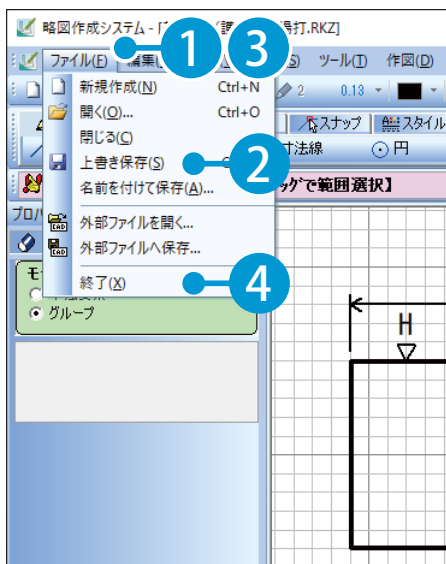 略図作成システム - [
湯打.RKZ]
ファイル(F) 編集(
S) ツール(T) 作図(D)
1 3
新規作成(N) Ctrl+N
2 0.13
開く(O)... Ctrl+O
閉じる(C)
スナップ スタイル
上書き保存(S)
2
寸法線 円
名前を付けて保存(A)...
ッグで範囲選択】
外部ファイルを開く...
外部ファイルへ保存...
終了(X)
4
グループ
H